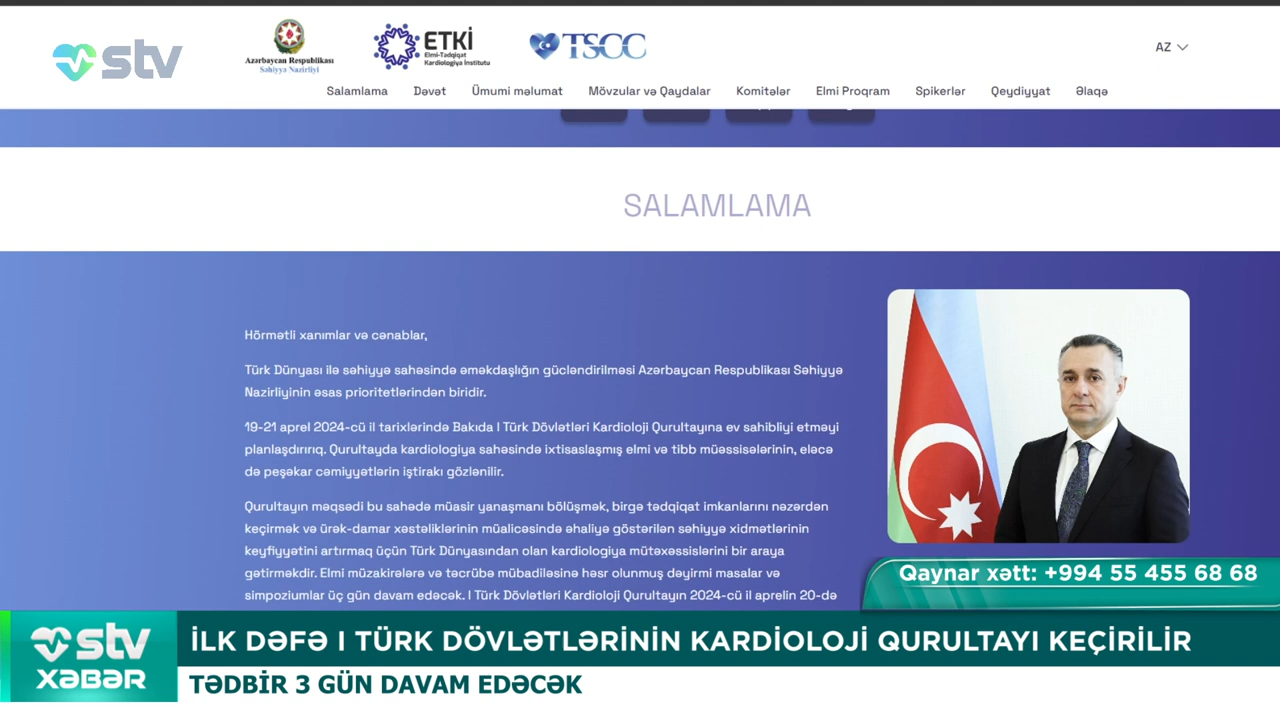 stv
Azərbaycan Respublikası
Səhiyyə Nazirliyi
ETKİ
Elmi-Tədqiqat
Kardiologiya İnstitutu
TSCC
AZ
Salamlama Dəvət Ümumi məlumat Mövzular və Qaydalar Komitələr Elmi Proqram Spikerlər Qeydiyyat Əlaqə
SALAMLAMA
Hörmətli xanımlar və cənablar,
Türk Dünyası ilə səhiyyə sahəsində əməkdaşlığın gücləndirilməsi Azərbaycan Respublikası Səhiyyə
Nazirliyinin əsas prioritetlərindən biridir.
19-21 aprel 2024-cü il tarixlərində Bakıda I Türk Dövlətləri Kardioloji Qurultayına ev sahibliyi etməyi
planlaşdırırıq. Qurultayda kardiologiya sahəsində ixtisaslaşmış elmi və tibb müəssisələrinin, eləcə
də peşəkar cəmiyyətlərin iştirakı gözlənilir.
Qurultayın məqsədi bu sahədə müasir yanaşmanı bölüşmək, birgə tədqiqat imkanlarını nəzərdən
keçirmək və ürək-damar xəstəliklərinin müalicəsində əhaliyə göstərilən səhiyyə xidmətlərinin
keyfiyyətini artırmaq üçün Türk Dünyasından olan kardiologiya mütəxəssislərini bir araya
gətirməkdir. Elmi müzakirələrə və təcrübə mübadiləsinə həsr olunmuş dəyirmi masalar və
simpoziumlar üç gün davam edəcək. I Türk Dövlətləri Kardioloji Qurultayın 2024-cü il aprelin 20-də
Qaynar xətt: +994 55 455 68 68
stv
XƏBƏR
İLK DƏFƏ I TÜRK DÖVLƏTLƏRİNİN KARDİOLOJİ QURULTAYI KEÇİRİLİR
TƏDBİR 3 GÜN DAVAM EDƏCƏK